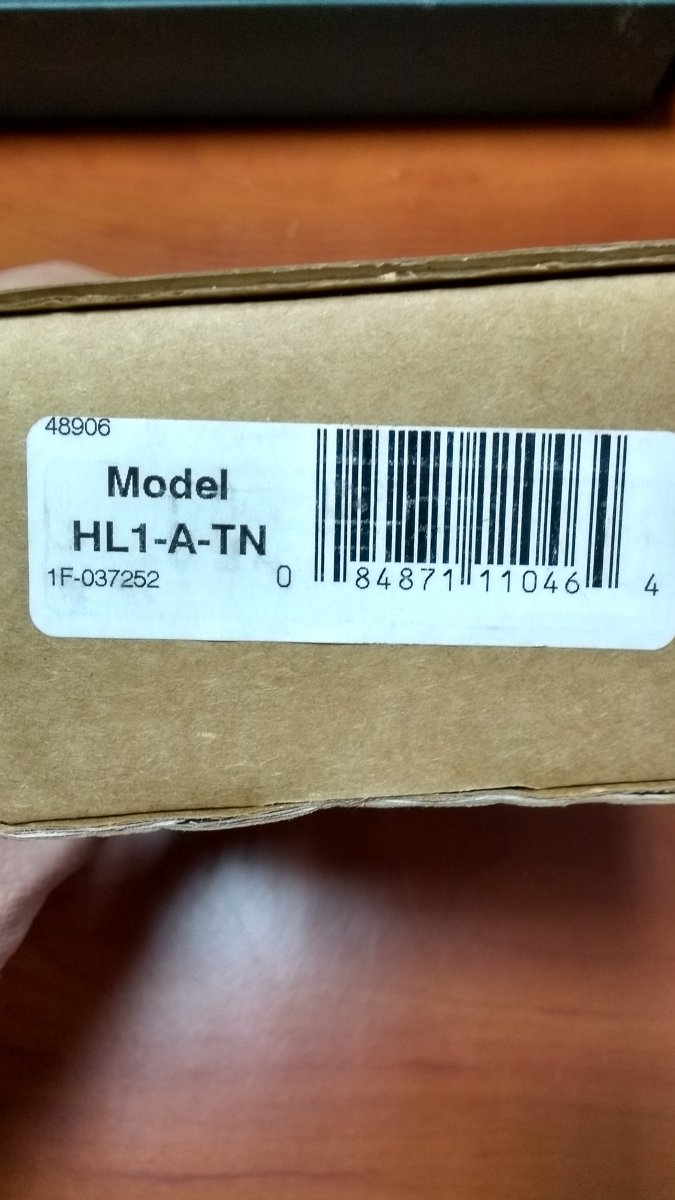 48906
Model
HL1-A-TN
1F-037252
0 84871 11046 4